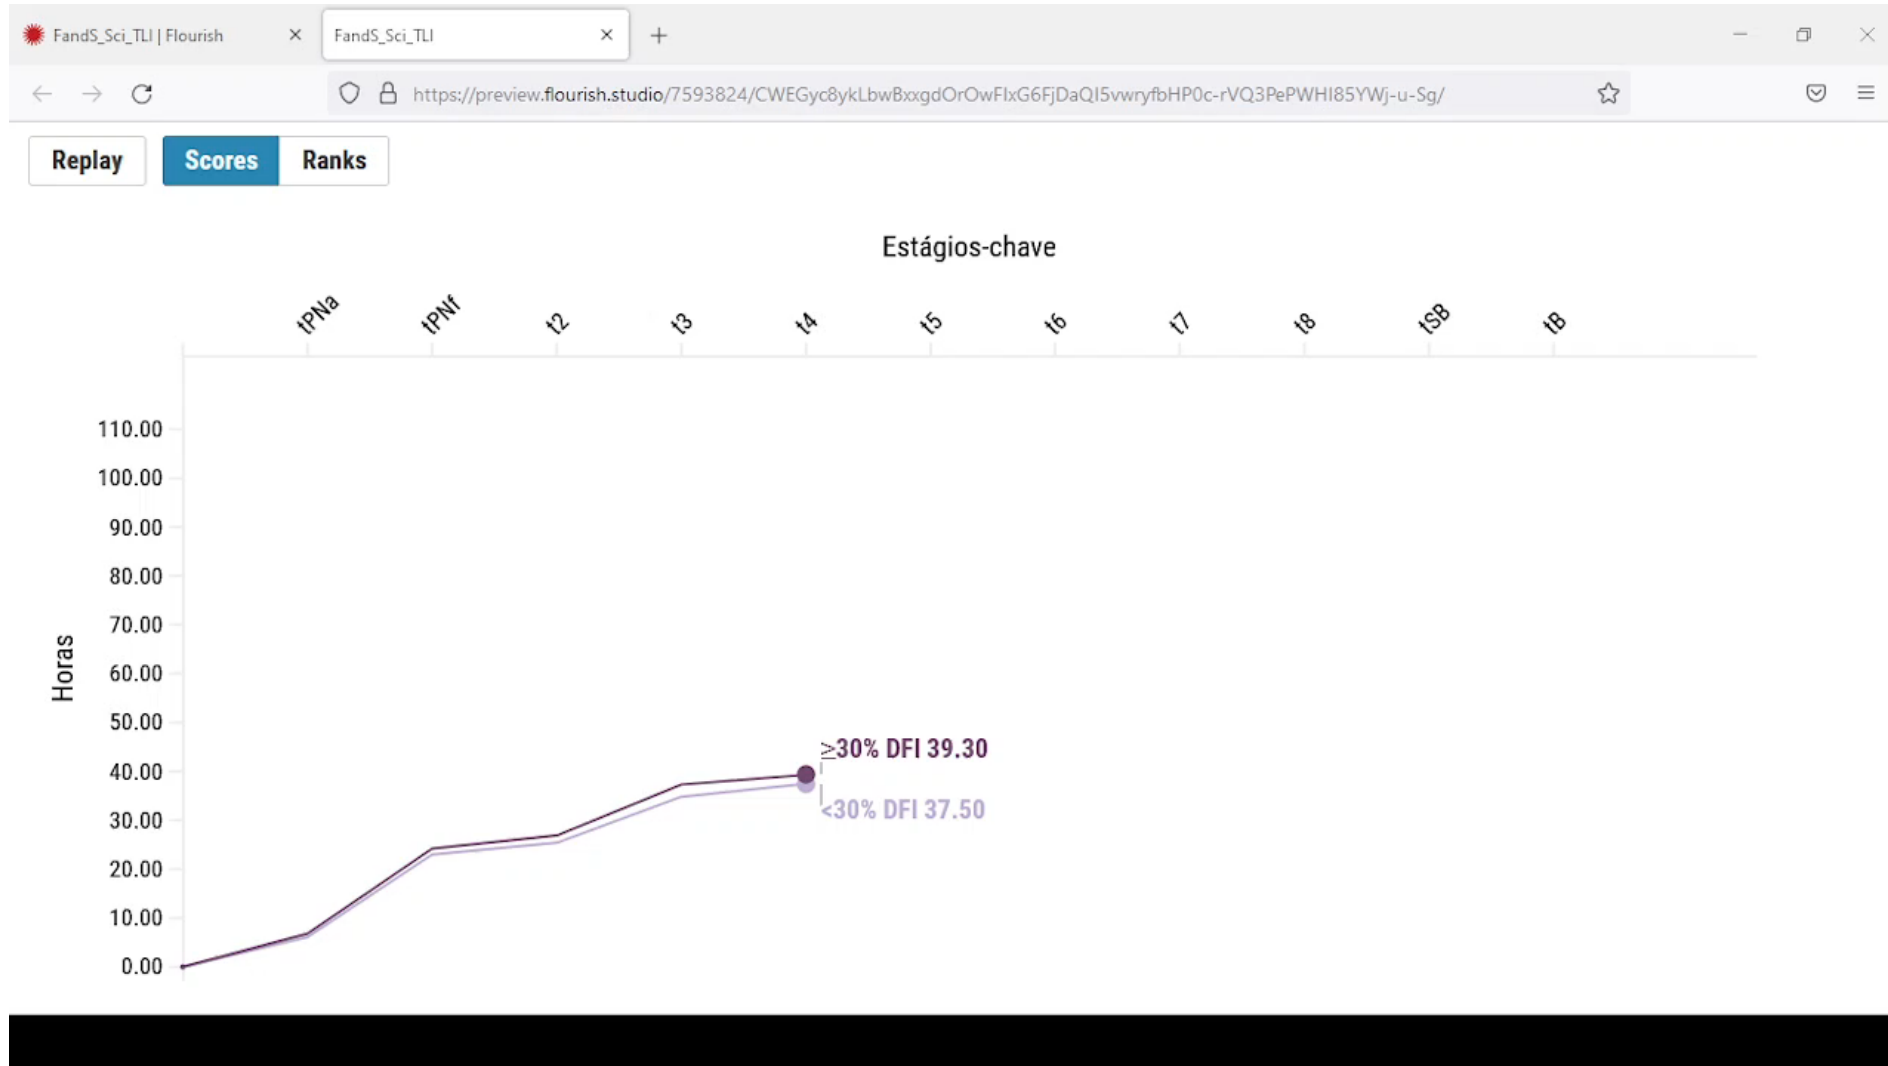 FandS_Sci_TLI | Flourish
FandS_Sci_TLI
https://preview.flourish.studio/7593824/CWEGyc8ykLbwBxxgdOrOwFIxG6FjDaQI5vwryfbHP0c-rVQ3PePWHI85YWj-u-Sg/
Replay Scores Ranks
Estágios-chave
tPNa tPNf t2 t3 t4 t5 t6 t7 t8 tSB tB
110.00
100.00
90.00
80.00
70.00
60.00
50.00
40.00
30.00
20.00
10.00
0.00
Horas
≥30% DFI 39.30
<30% DFI 37.50